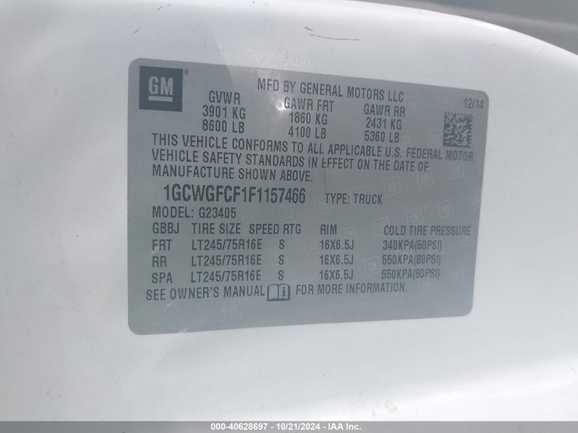 GM
MFD BY GENERAL MOTORS LLC
12/14
GVWR GAWR FRT GAWR RR
3901 KG 1860 KG 2431 KG
8600 LB 4100 LB 5360 LB
THIS VEHICLE CONFORMS TO ALL APPLICABLE U.S. FEDERAL MOTOR
VEHICLE SAFETY STANDARDS IN EFFECT ON THE DATE OF
MANUFACTURE SHOWN ABOVE.
1GCWGFCF1F1157466 TYPE: TRUCK
MODEL: G23405
GBBJ TIRE SIZE SPEED RTG RIM COLD TIRE PRESSURE
FRT LT245/75R16E S 16X6.5J 340KPA(50PSI)
RR LT245/75R16E S 16X6.5J 550KPA(80PSI)
SPA LT245/75R16E S 16X6.5J 550KPA(80PSI)
SEE OWNER'S MANUAL FOR MORE INFORMATION.
000-40628697 - 10/21/2024 - IAA Inc.